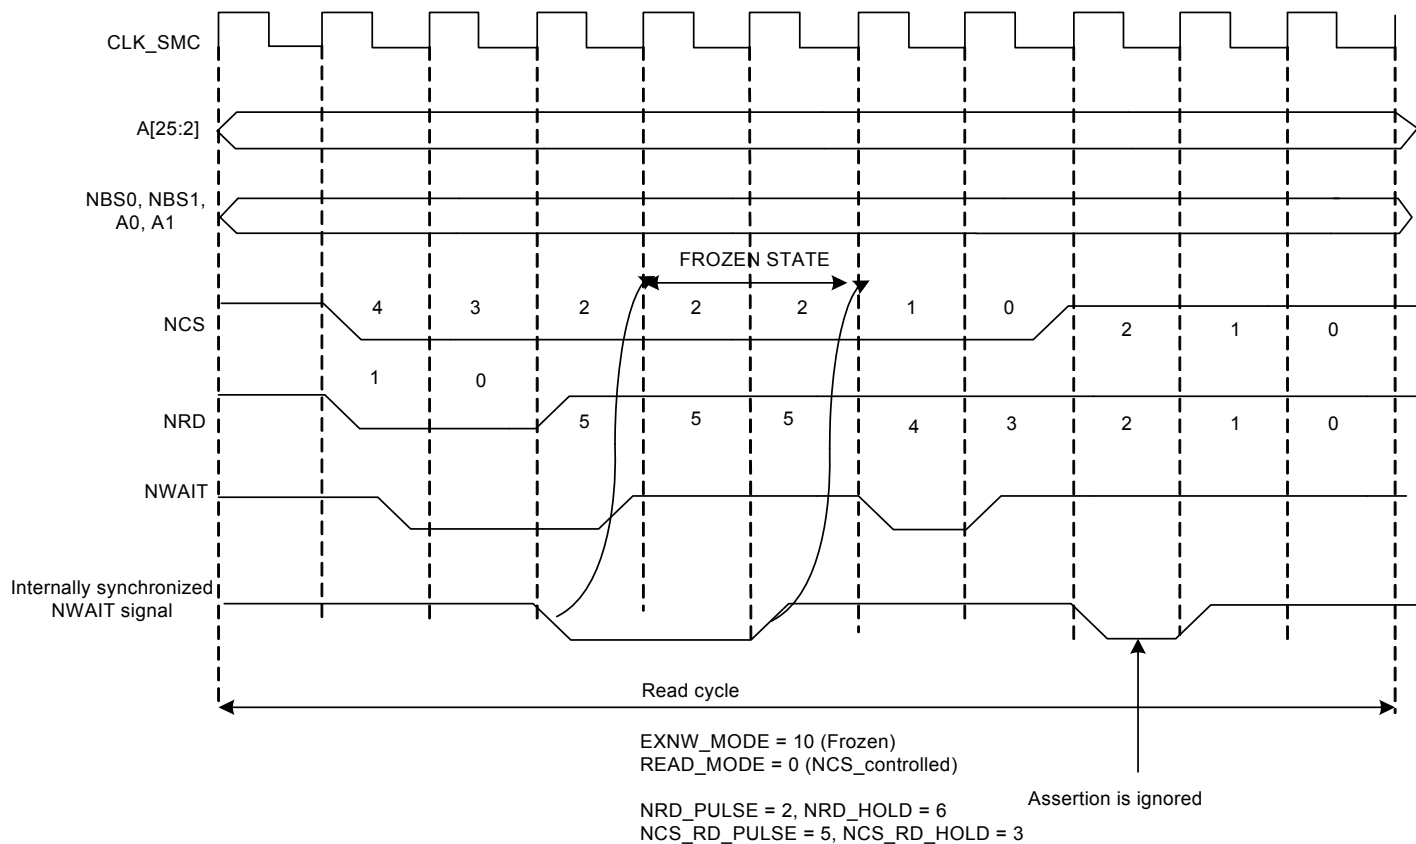 CLK_SMC
A[25:2]
NBS0, NBS1,
A0, A1
FROZEN STATE
4 3 2 2 2 1 0
NCS
2 1 0
1 0
NRD
5 5 5 4 3 2 1 0
NWAIT
Internally synchronized
NWAIT signal
Read cycle
EXNW_MODE = 10 (Frozen)
READ_MODE = 0 (NCS_controlled)
Assertion is ignored
NRD_PULSE = 2, NRD_HOLD = 6
NCS_RD_PULSE = 5, NCS_RD_HOLD = 3